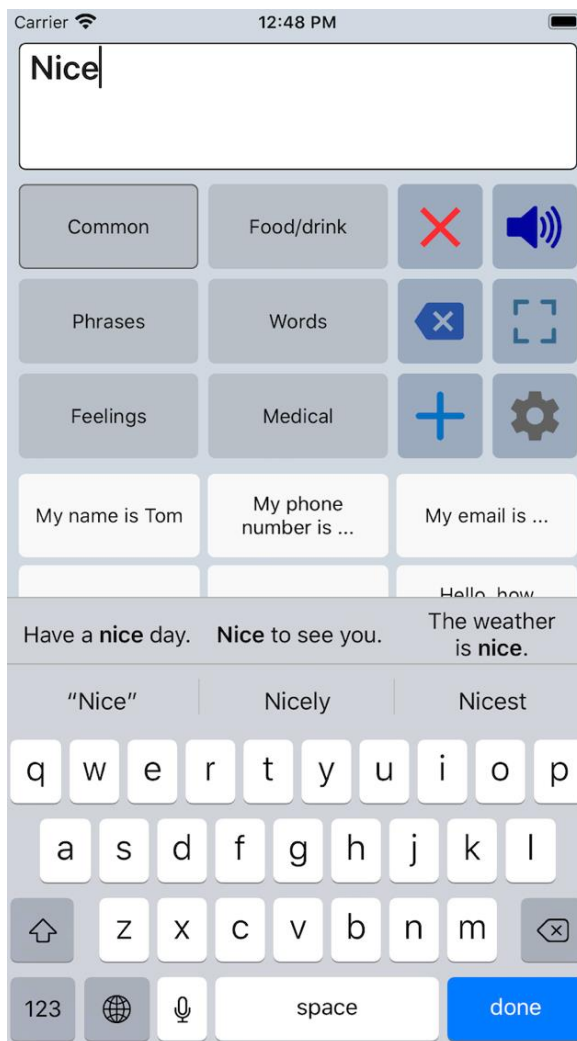 Carrier 12:48 PM
Nice
Common Food/drink
Phrases Words
Feelings Medical
My name is Tom
My phone
number is ...
My email is ...
Hello, how
Have a nice day.
Nice to see you.
The weather
is nice.
“Nice” Nicely Nicest
q w e r t y u i o p
a s d f g h j k l
z x c v b n m
123 space done